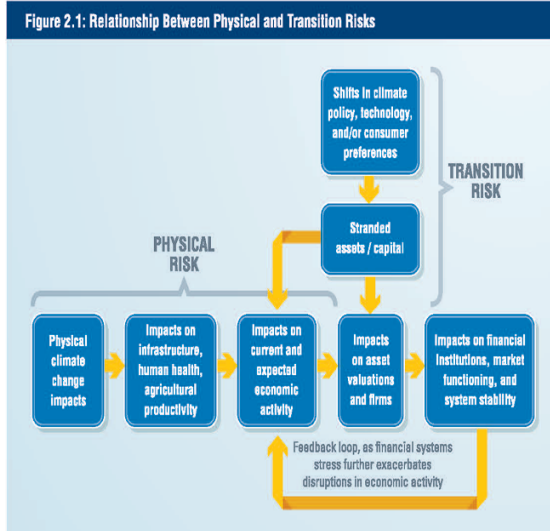 Figure 2.1: Relationship Between Physical and Transition Risks
Shifts in climate
policy, technology,
and/or consumer
preferences
TRANSITION
RISK
Stranded
assets / capital
PHYSICAL
RISK
Physical
climate
change
impacts
Impacts on
infrastructure,
human health,
agricultural
productivity
Impacts on
current and
expected
economic
activity
Impacts
on asset
valuations
and firms
Impacts on financial
institutions, market
functioning, and
system stability
Feedback loop, as financial systems
stress further exacerbates
disruptions in economic activity